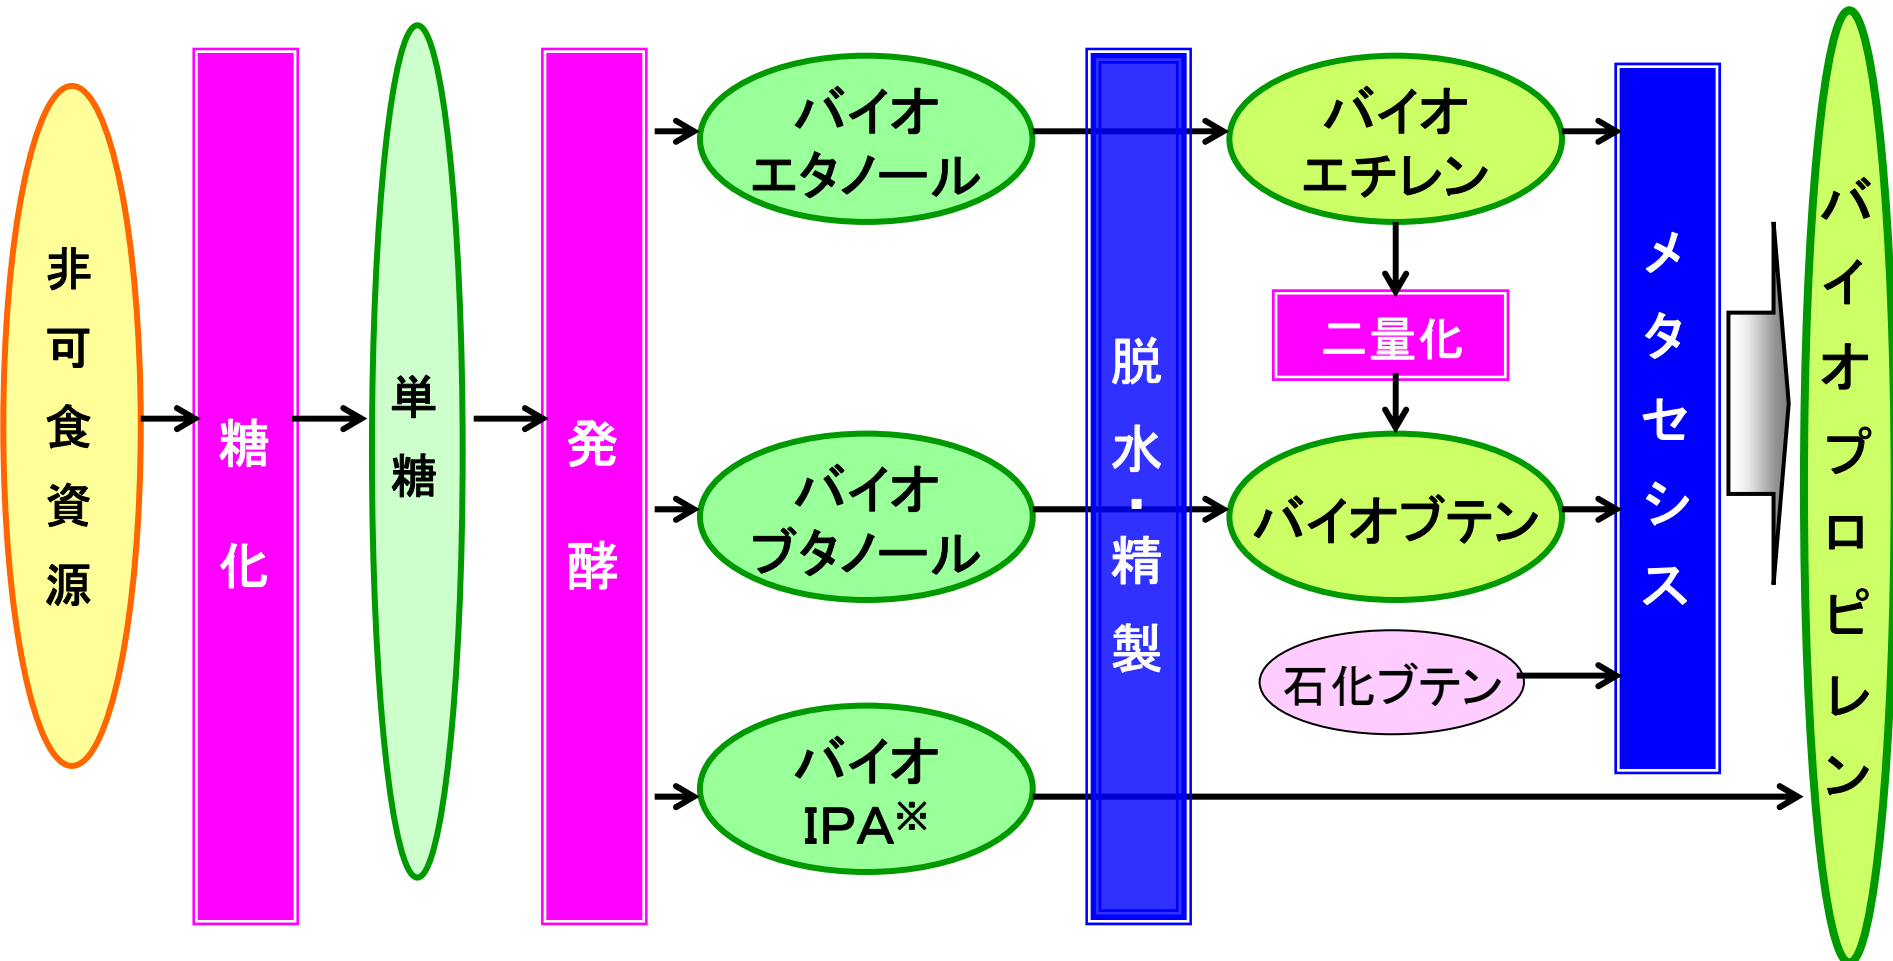 非可食資源
糖化
単糖
発酵
バイオ
エタノール
バイオ
ブタノール
バイオ
IPA※
脱水・精製
バイオ
エチレン
二量化
バイオブテン
石化ブテン
メタセシス
バイオプロピレン